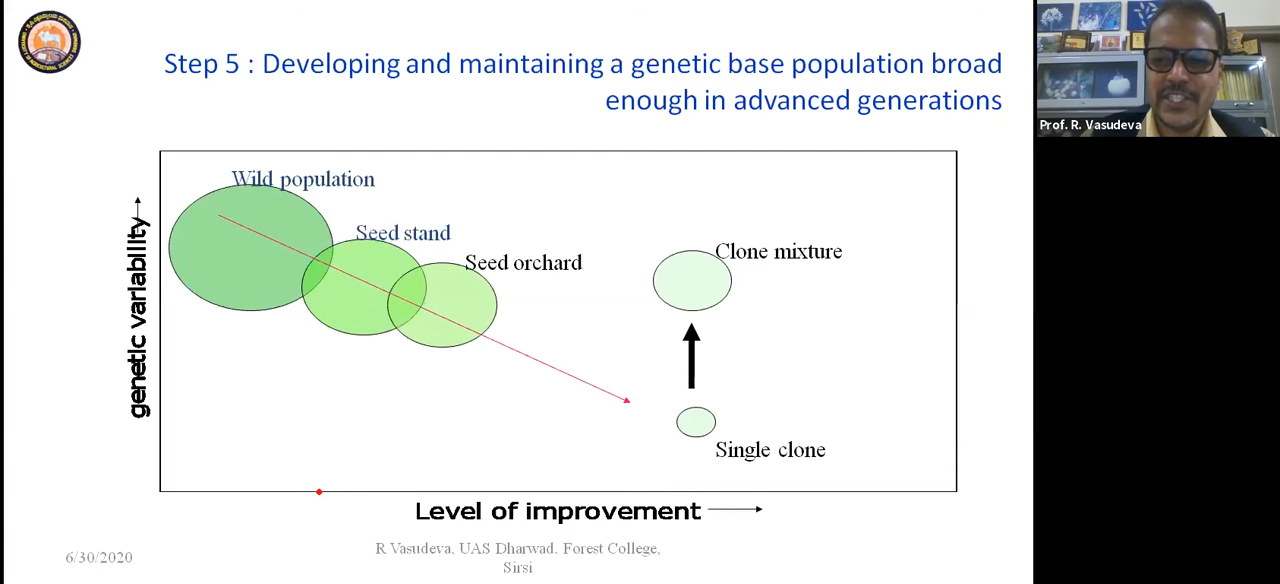 Step 5 : Developing and maintaining a genetic base population broad
enough in advanced generations
Prof. R. Vasudeva
Wild population
Seed stand
Seed orchard
Clone mixture
Single clone
genetic variability
Level of improvement
6/30/2020
R Vasudeva, UAS Dharwad, Forest College,
Sirsi